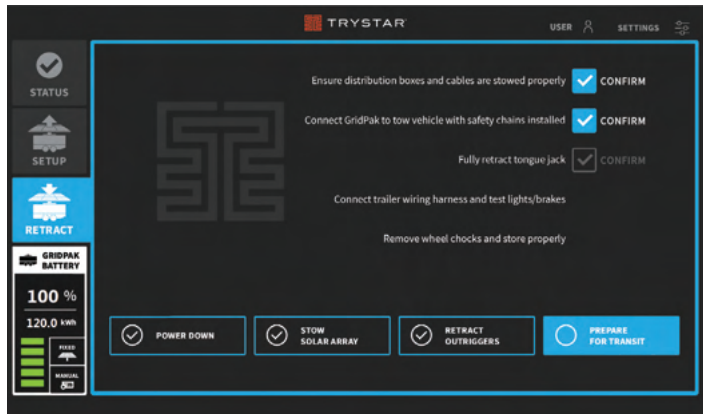 TRYSTAR
USER
SETTINGS
STATUS
SETUP
RETRACT
GRIDPAK
BATTERY
100 %
120.0 kWh
FIXED
MANUAL
Ensure distribution boxes and cables are stowed properly
CONFIRM
Connect GridPak to tow vehicle with safety chains installed
CONFIRM
Fully retract tongue jack
CONFIRM
Connect trailer wiring harness and test lights/brakes
Remove wheel chocks and store properly
POWER DOWN
STOW
SOLAR ARRAY
RETRACT
OUTRIGGERS
PREPARE
FOR TRANSIT